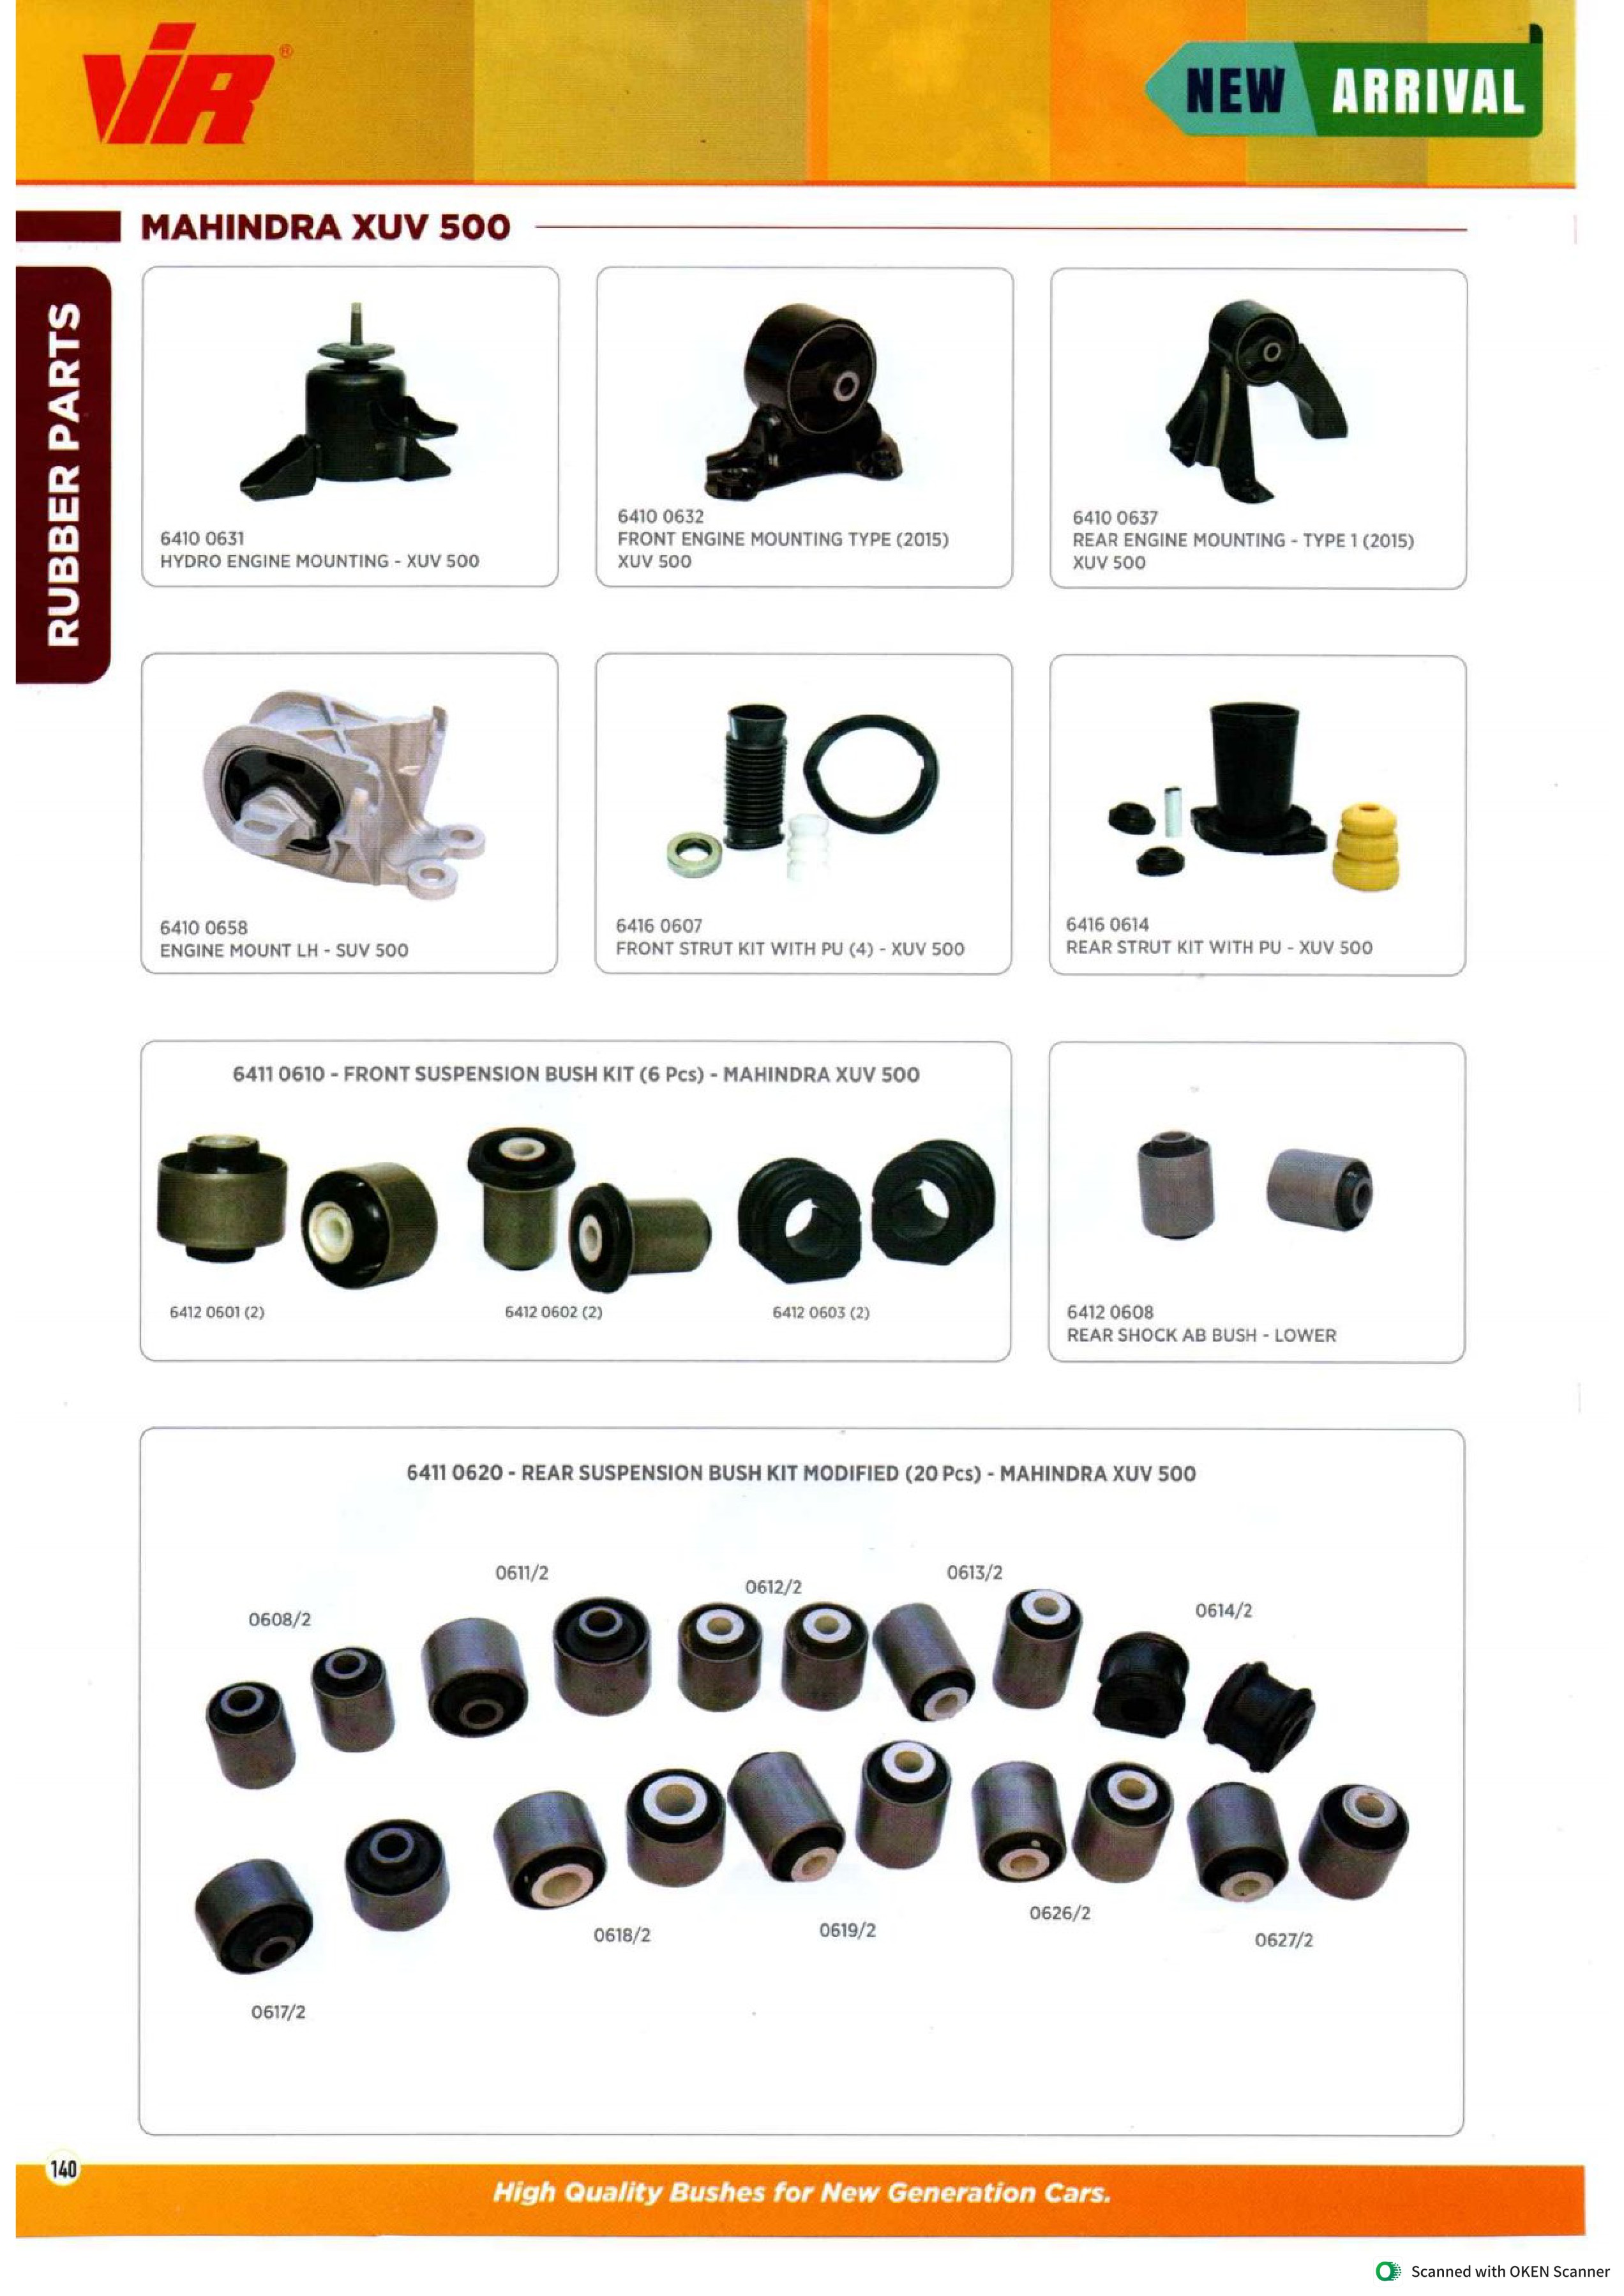 ViR®
NEW ARRIVAL
MAHINDRA XUV 500
RUBBER PARTS
6410 0631
HYDRO ENGINE MOUNTING - XUV 500
6410 0632
FRONT ENGINE MOUNTING TYPE (2015)
XUV 500
6410 0637
REAR ENGINE MOUNTING - TYPE 1 (2015)
XUV 500
6410 0658
ENGINE MOUNT LH - SUV 500
6416 0607
FRONT STRUT KIT WITH PU (4) - XUV 500
6416 0614
REAR STRUT KIT WITH PU - XUV 500
6411 0610 - FRONT SUSPENSION BUSH KIT (6 Pcs) - MAHINDRA XUV 500
6412 0601 (2)
6412 0602 (2)
6412 0603 (2)
6412 0608
REAR SHOCK AB BUSH - LOWER
6411 0620 - REAR SUSPENSION BUSH KIT MODIFIED (20 Pcs) - MAHINDRA XUV 500
0608/2
0611/2
0612/2
0613/2
0614/2
0617/2
0618/2
0619/2
0626/2
0627/2
140
High Quality Bushes for New Generation Cars.
Scanned with OKEN Scanner